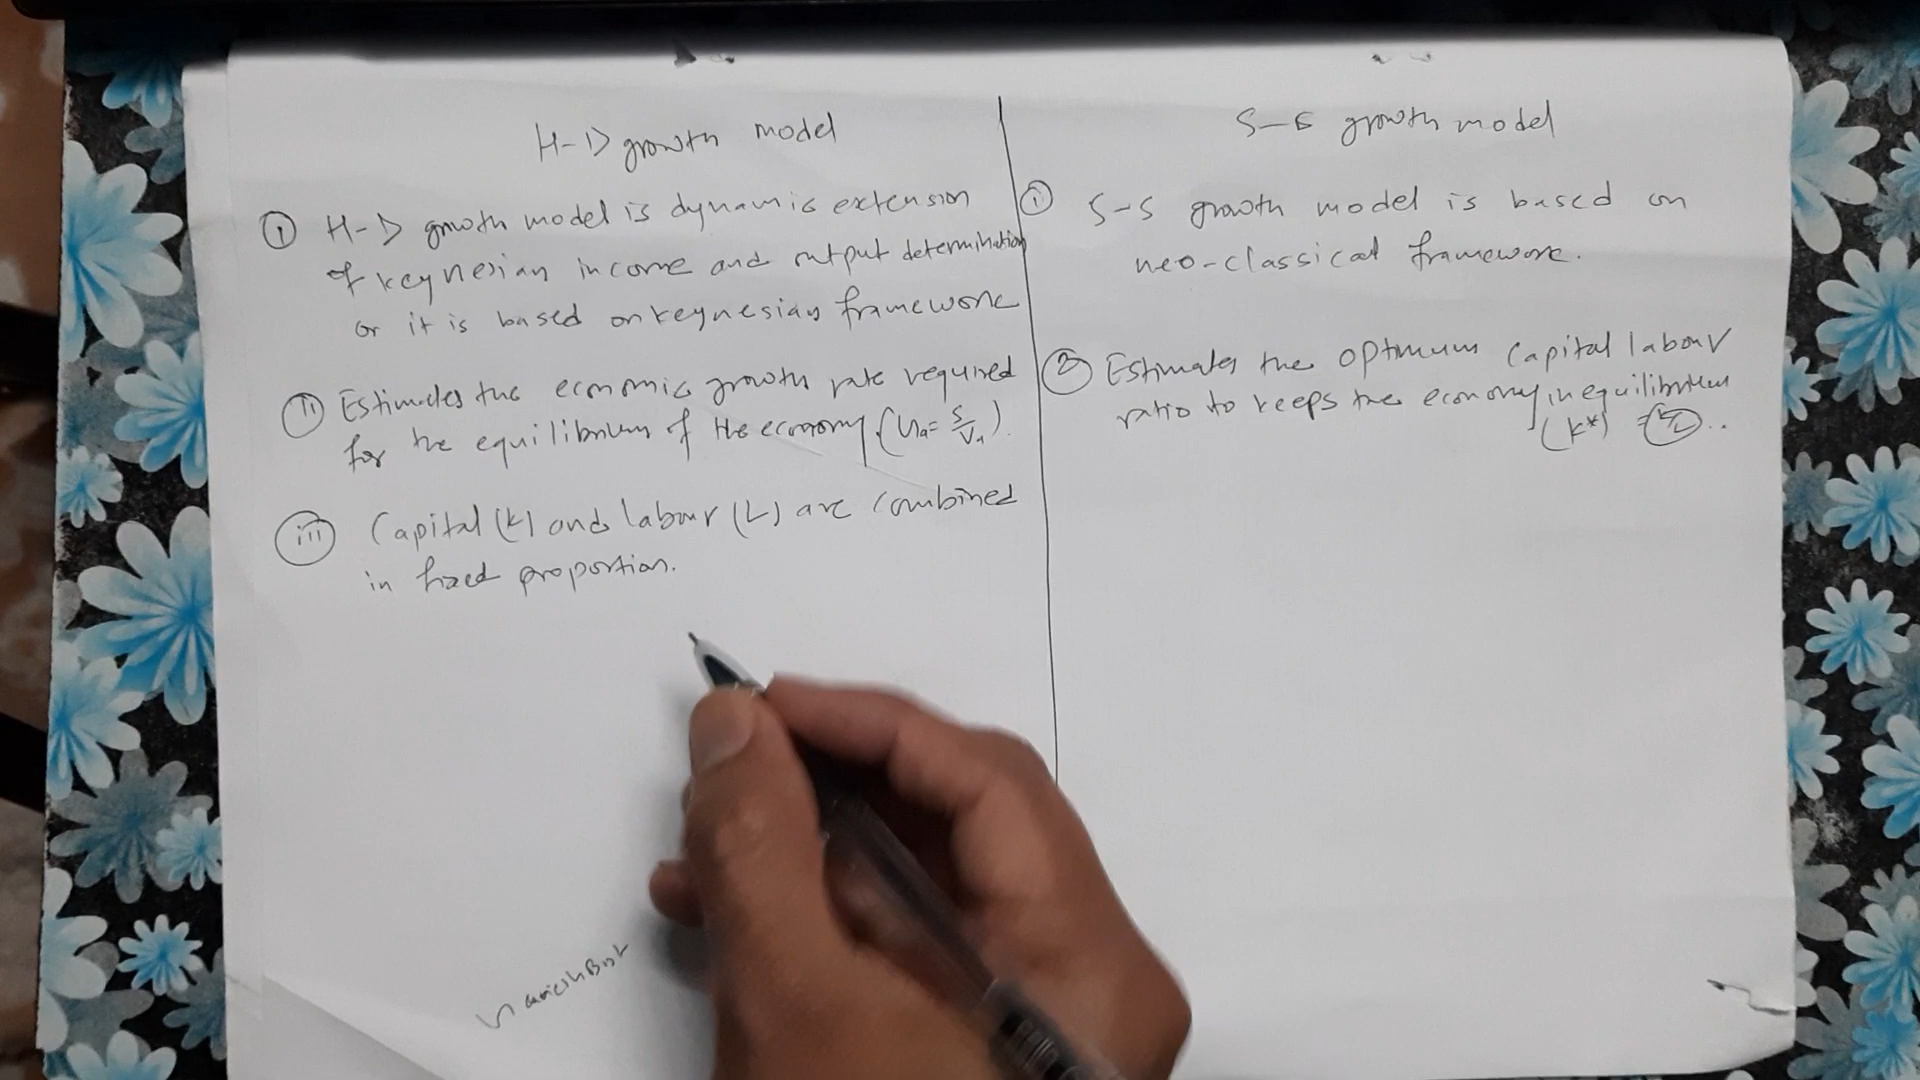 H-D growth model
① H-D growth model is dynamic extension
of keynesian income and output determination
or it is based on keynesian framework
ⅱ Estimates the economic growth rate required
for the equilibrium of the economy.
ⅲ Capital (K) and labour (L) are combined
in fixed proportion.
S-S growth model
① S-S growth model is based on
neo-classical framework.
② Estimates the optimum capital labour
ratio to keeps the economy in equilibrium
(k*)